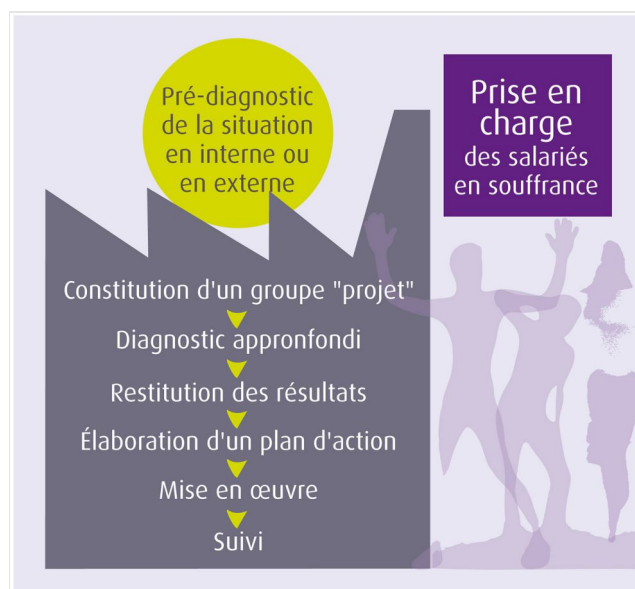 Pré-diagnostic
de la situation
en interne ou
en externe
Prise en
charge
des salariés
en souffrance
Constitution d'un groupe "projet"
Diagnostic appronfondi
Restitution des résultats
Élaboration d'un plan d'action
Mise en œuvre
Suivi